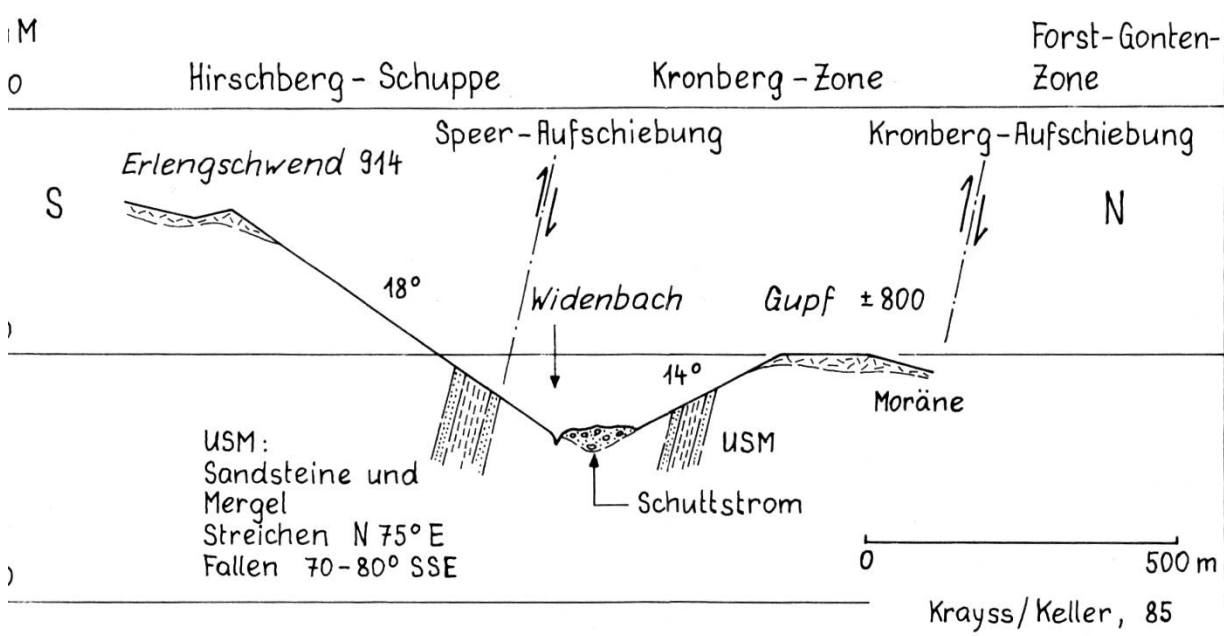 M
0
Hirschberg-Schuppe
Kronberg-Zone
Forst-Gonten-
Zone
Speer-Aufschiebung
Kronberg-Aufschiebung
Erlengschwend 914
S
N
18°
Widenbach
Gupf ±800
14°
Moräne
USM:
Sandsteine und
Mergel
Streichen N 75° E
Fallen 70-80° SSE
USM
Schuttstrom
0
500 m
Krayss/Keller, 85